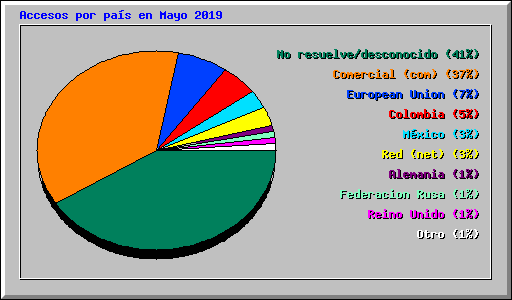 Accesos por país en Mayo 2019
No resuelve/desconocido (41%)
Comercial (com) (37%)
European Union (7%)
Colombia (5%)
México (3%)
Red (net) (3%)
Alemania (1%)
Federacion Rusa (1%)
Reino Unido (1%)
Otro (1%)